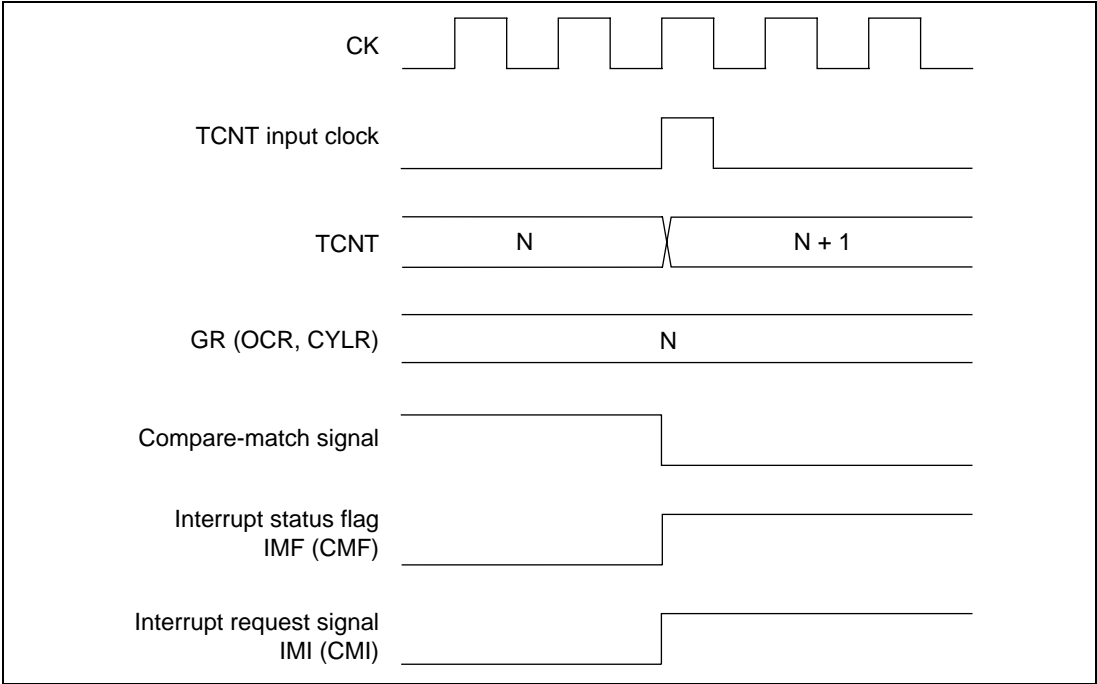 CK
TCNT input clock
TCNT
N
N + 1
GR (OCR, CYLR)
N
Compare-match signal
Interrupt status flag
IMF (CMF)
Interrupt request signal
IMI (CMI)